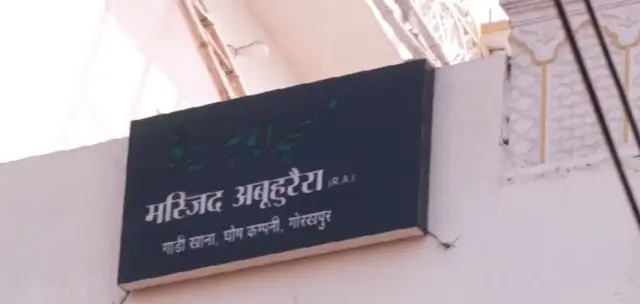 मस्जिद अबूहुरैरा (R.A.)
गाडी खाना, घोष कम्पनी, गोरखपुर